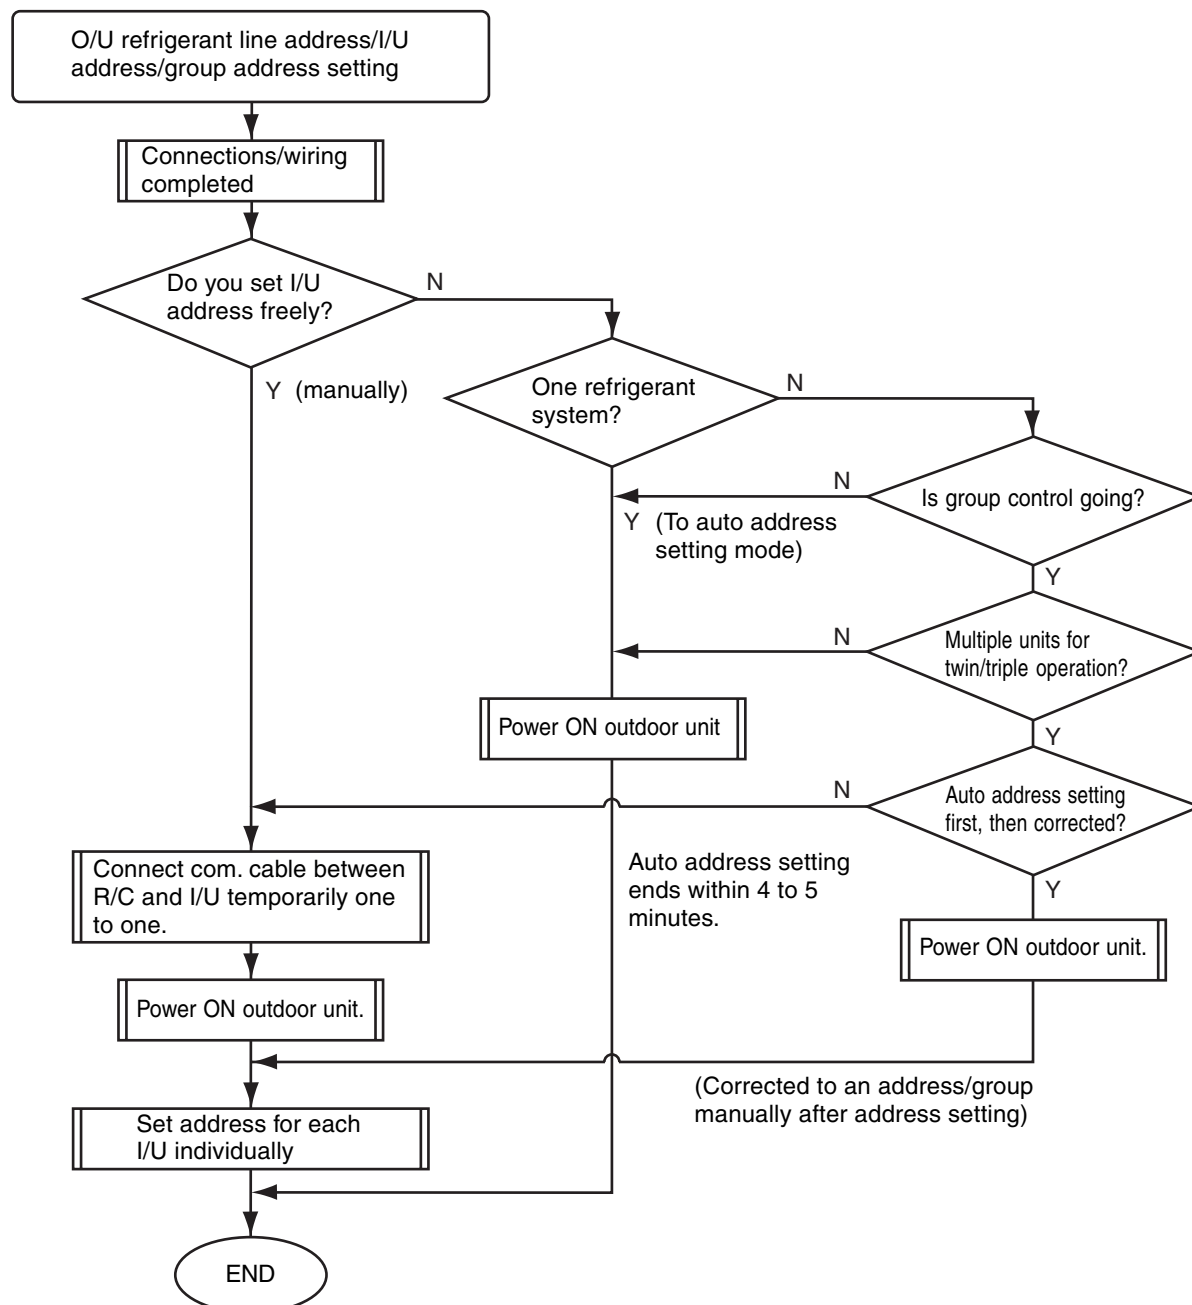 O/U refrigerant line address/I/U
address/group address setting
Connections/wiring
completed
Do you set I/U
address freely?
N
Y (manually)
One refrigerant
system?
N
Is group control going?
N
Y (To auto address
setting mode)
Y
Multiple units for
twin/triple operation?
N
Power ON outdoor unit
Y
Auto address setting
first, then corrected?
N
Connect com. cable between
R/C and I/U temporarily one
to one.
Auto address setting
ends within 4 to 5
minutes.
Y
Power ON outdoor unit.
Power ON outdoor unit.
(Corrected to an address/group
manually after address setting)
Set address for each
I/U individually
END